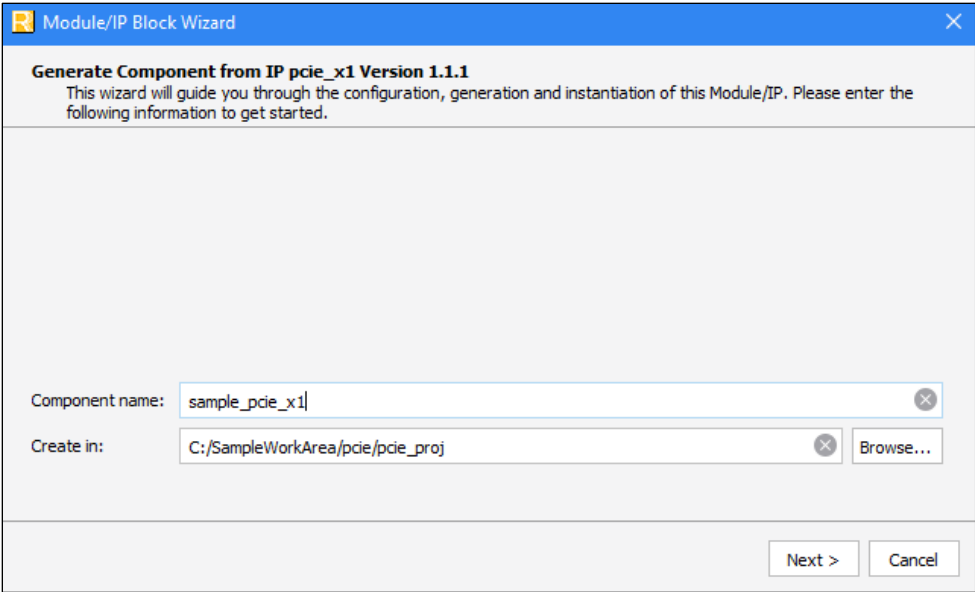 Module/IP Block Wizard
Generate Component from IP pcie_x1 Version 1.1.1
This wizard will guide you through the configuration, generation and instantiation of this Module/IP. Please enter the
following information to get started.
Component name: sample_pcie_x1
Create in: C:/SampleWorkArea/pcie/pcie_proj Browse...
Next > Cancel